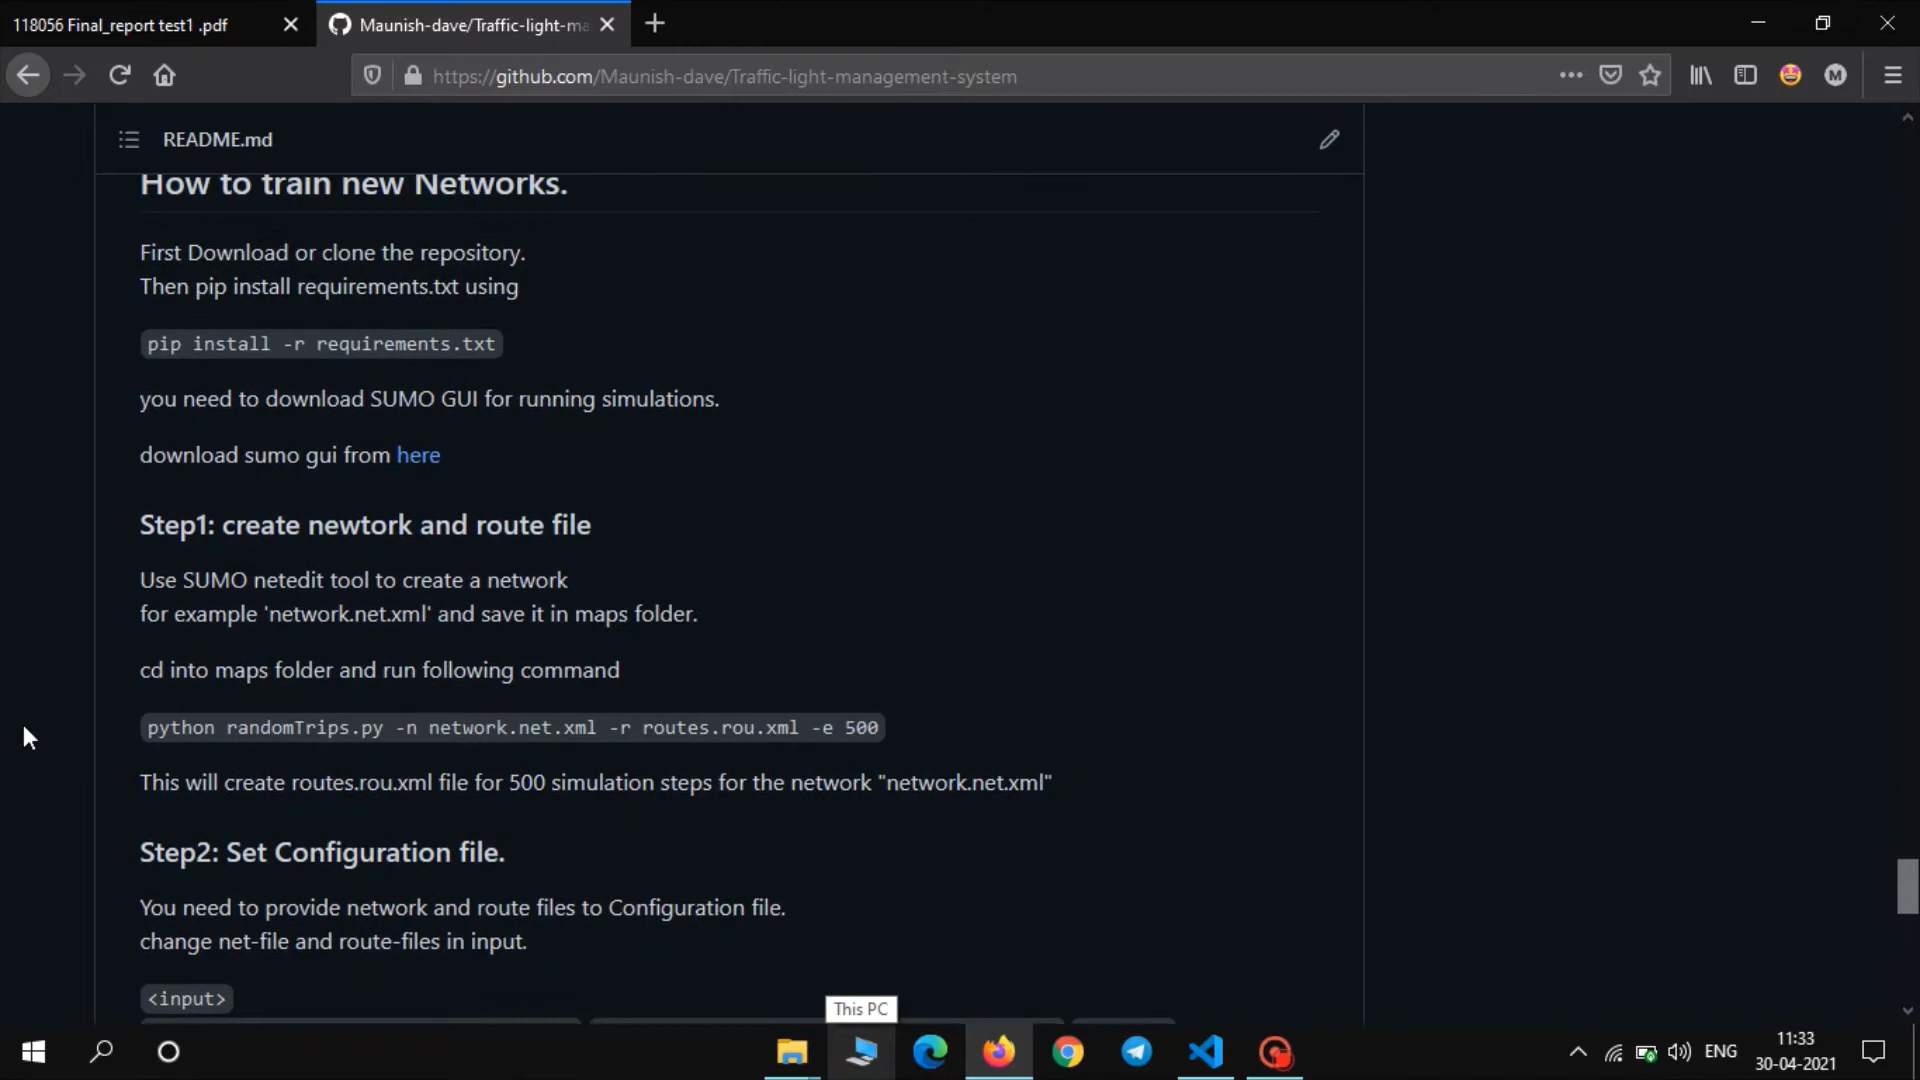 118056 Final_report test1 .pdf
Maunish-dave/Traffic-light-ma
https://github.com/Maunish-dave/Traffic-light-management-system
M
README.md
How to train new Networks.
First Download or clone the repository.
Then pip install requirements.txt using
pip install -r requirements.txt
you need to download SUMO GUI for running simulations.
download sumo gui from here
Step1: create newtork and route file
Use SUMO netedit tool to create a network
for example 'network.net.xml' and save it in maps folder.
cd into maps folder and run following command
python randomTrips.py -n network.net.xml -r routes.rou.xml -e 500
This will create routes.rou.xml file for 500 simulation steps for the network "network.net.xml"
Step2: Set Configuration file.
You need to provide network and route files to Configuration file.
change net-file and route-files in input.
<input>
This PC
ENG
11:33
30-04-2021